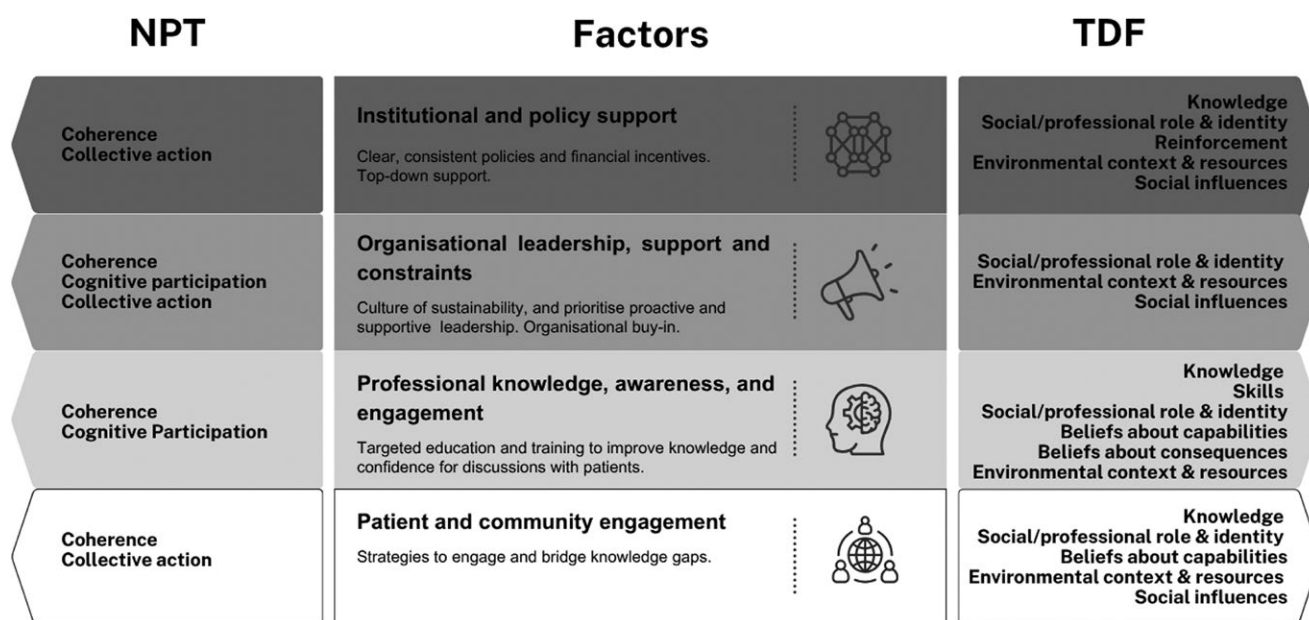 NPT
Factors
TDF
Coherence
Collective action
Institutional and policy support
Clear, consistent policies and financial incentives.
Top-down support.
Knowledge
Social/professional role & identity
Reinforcement
Environmental context & resources
Social influences
Coherence
Cognitive participation
Collective action
Organisational leadership, support and
constraints
Culture of sustainability, and prioritise proactive and
supportive leadership. Organisational buy-in.
Social/professional role & identity
Environmental context & resources
Social influences
Coherence
Cognitive Participation
Professional knowledge, awareness, and
engagement
Targeted education and training to improve knowledge and
confidence for discussions with patients.
Knowledge
Skills
Social/professional role & identity
Beliefs about capabilities
Beliefs about consequences
Environmental context & resources
Coherence
Collective action
Patient and community engagement
Strategies to engage and bridge knowledge gaps.
Knowledge
Social/professional role & identity
Beliefs about capabilities
Environmental context & resources
Social influences